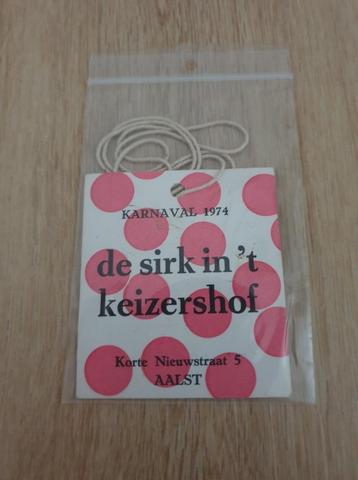 KARNAVAL 1974
de sirk in 't
keizershof
Korte Nieuwstraat 5
AALST